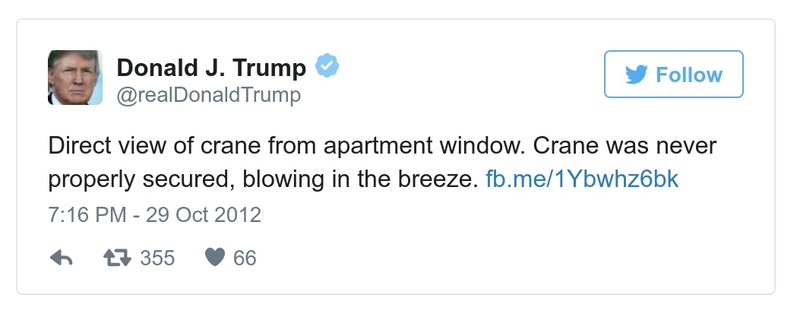 Donald J. Trump
@realDonaldTrump
Follow
Direct view of crane from apartment window. Crane was never
properly secured, blowing in the breeze. fb.me/1Ybwhz6bk
7:16 PM - 29 Oct 2012
355 66